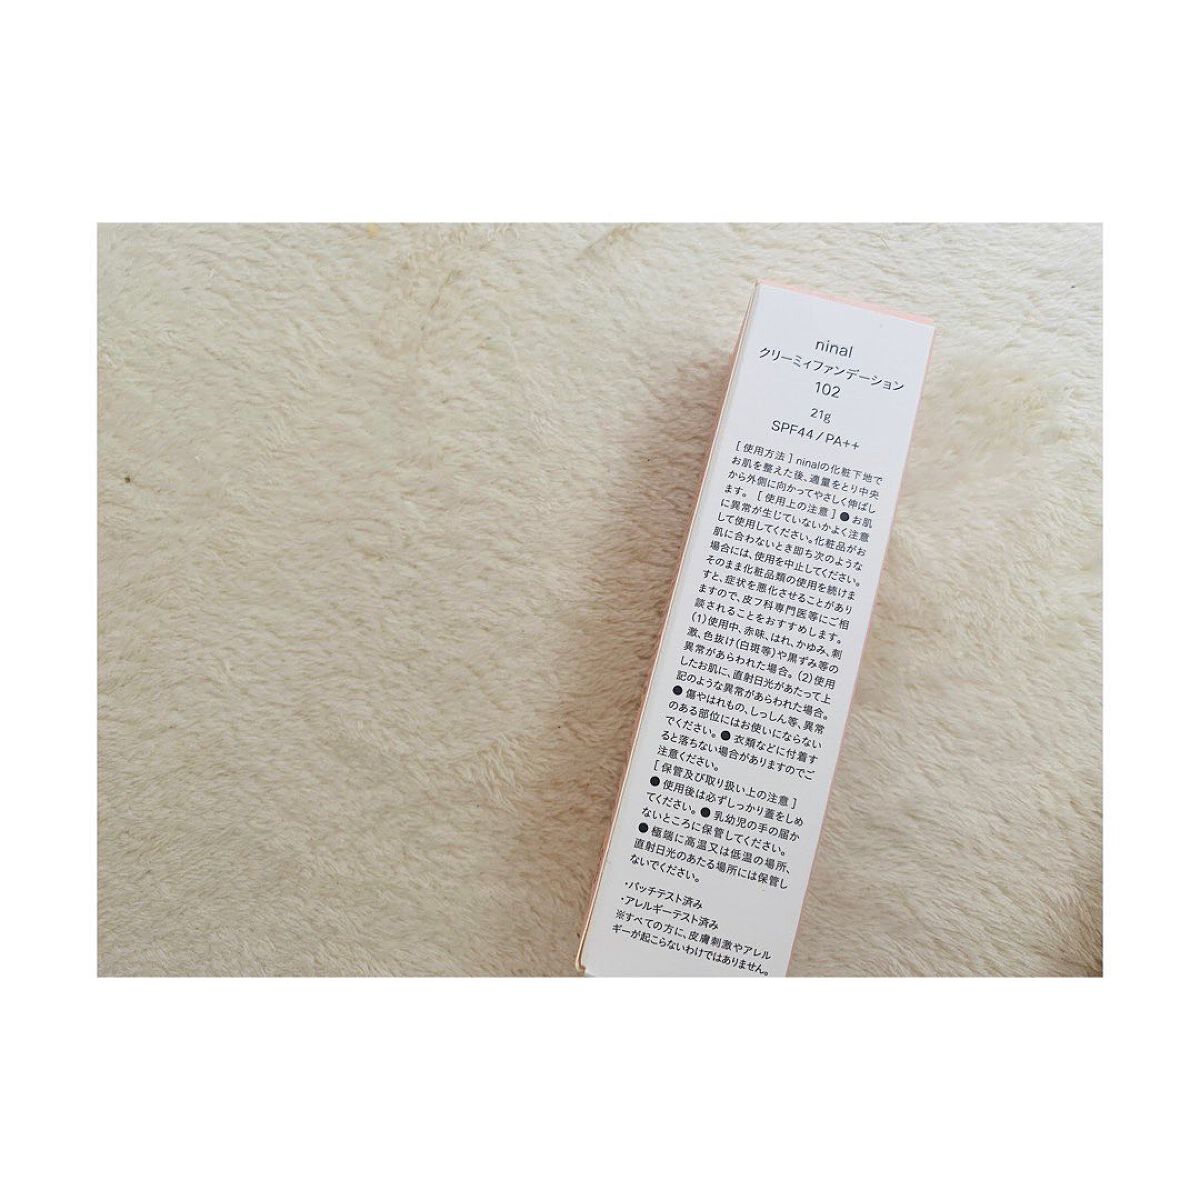 ninal
クリーミィファンデーション
102
21g
SPF44/PA++
[使用方法]ninalの化粧下地で
お肌を整えた後、適量をとり中央
から外側に向かってやさしく伸ばし
ます。[使用上の注意]●お肌
に異常が生じていないかよく注意
して使用してください。化粧品がお
肌に合わないとき即ち次のような
場合には、使用を中止してください。
そのまま化粧品類の使用を続けま
すと、症状を悪化させることがあり
ますので、皮フ科専門医等にご相
談されることをおすすめします。
(1)使用中、赤味、はれ、かゆみ、刺
激、色抜け(白斑等)や黒ずみ等の
異常があらわれた場合。(2)使用
したお肌に、直射日光があたって上
記のような異常があらわれた場合。
●傷やはれもの、しっしん等、異常
のある部位にはお使いにならない
でください。●衣類などに付着す
ると落ちない場合がありますのでご
注意ください。
[保管及び取り扱い上の注意]
●使用後は必ずしっかり蓋をしめ
てください。●乳幼児の手の届か
ないところに保管してください。
●極端に高温又は低温の場所、
直射日光のあたる場所には保管し
ないでください。
・パッチテスト済み
・アレルギーテスト済み
※すべての方に、皮膚刺激やアレル
ギーが起こらないわけではありません。